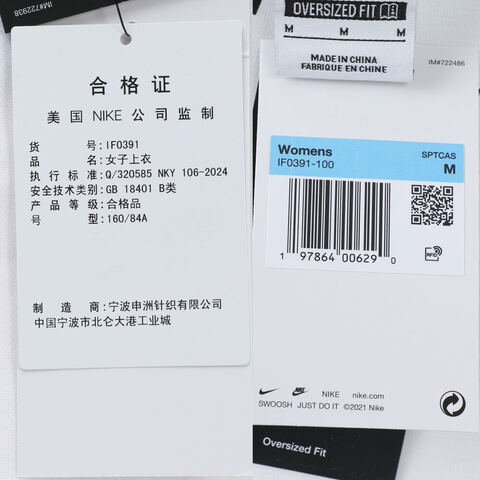 IM#722938
合格证
美国 NIKE 公司监制
货号:IF0391
品名:女子上衣
执行标准:Q/320585 NKY 106-2024
安全技术类别:GB 18401 B类
产品等级:合格品
号型:160/84A
制造商:宁波申洲针织有限公司
中国宁波市北仑大港工业城
OVERSIZED FIT
M M M
MADE IN CHINA
FABRIQUE EN CHINE
IM#722486
Womens
IF0391-100
SPTCAS
M
1 97864 00629 0
RFID
NIKE nike.com
SWOOSH JUST DO IT ©2021 Nike
Oversized Fit